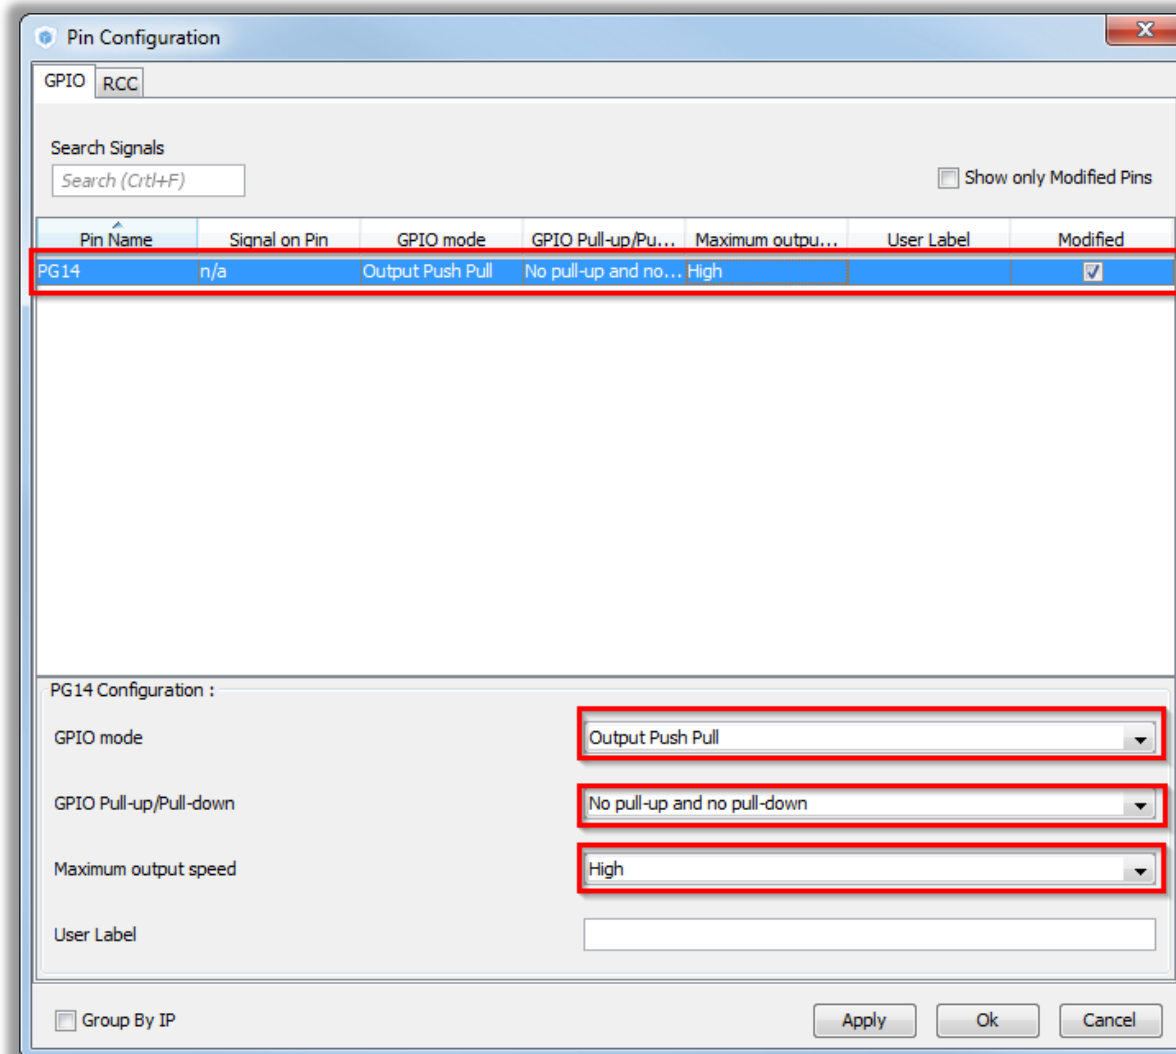 Pin Configuration
GPIO RCC
Search Signals
Search (Crtl+F)
Show only Modified Pins
Pin Name Signal on Pin GPIO mode GPIO Pull-up/Pu... Maximum outpu... User Label Modified
PG14 n/a Output Push Pull No pull-up and no... High
PG14 Configuration :
GPIO mode Output Push Pull
GPIO Pull-up/Pull-down No pull-up and no pull-down
Maximum output speed High
User Label
Group By IP Apply Ok Cancel